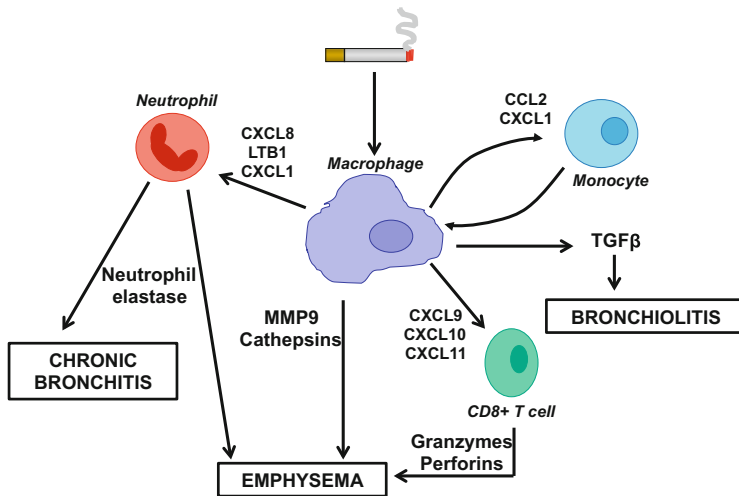 Neutrophil
CXCL8
LTB1
CXCL1
Macrophage
CCL2
CXCL1
Monocyte
TGFβ
BRONCHIOLITIS
Neutrophil
elastase
MMP9
Cathepsins
CXCL9
CXCL10
CXCL11
CHRONIC
BRONCHITIS
CD8+ T cell
Granzymes
Perforins
EMPHYSEMA